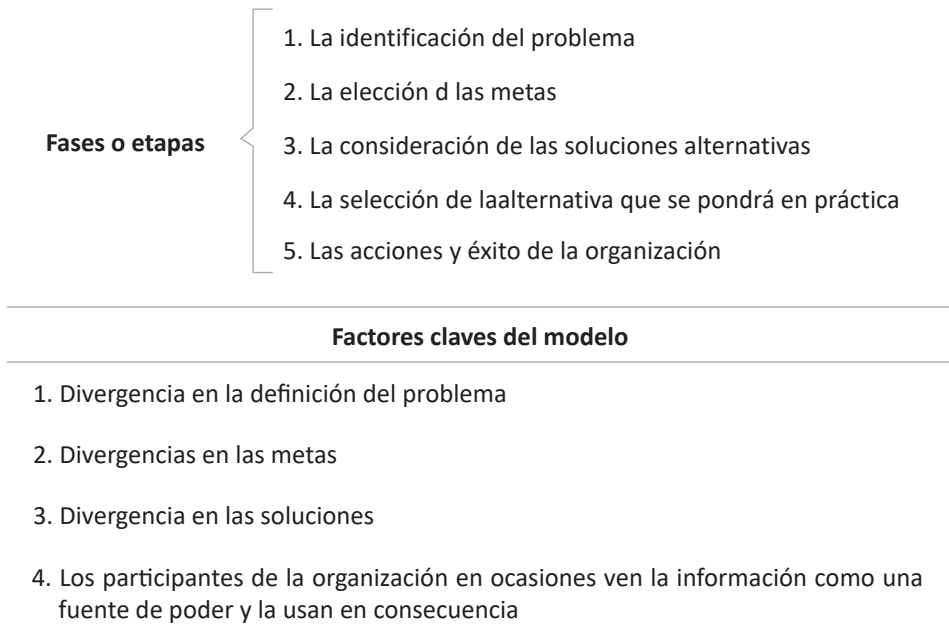 1. La identificación del problema
2. La elección d las metas
Fases o etapas
3. La consideración de las soluciones alternativas
4. La selección de laalternativa que se pondrá en práctica
5. Las acciones y éxito de la organización
Factores claves del modelo
1. Divergencia en la definición del problema
2. Divergencias en las metas
3. Divergencia en las soluciones
4. Los participantes de la organización en ocasiones ven la información como una
fuente de poder y la usan en consecuencia